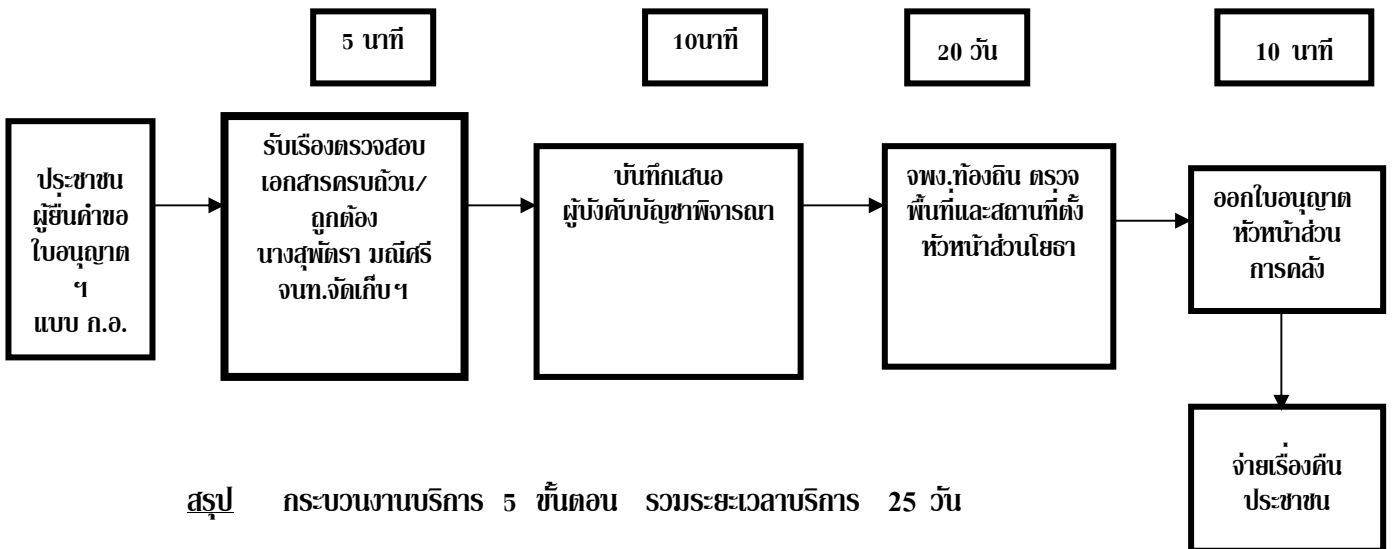 5 นาที
10นาที
20 วัน
10 นาที
ประชาชน
ผู้ยื่นคำขอ
ใบอนุญาต
ฯ
แบบ ก.อ.
รับเรื่องตรวจสอบ
เอกสารครบถ้วน/
ถูกต้อง
นางสุพัตรา มณีศรี
จนท.จัดเก็บฯ
บันทึกเสนอ
ผู้บังคับบัญชาพิจารณา
จพง.ท้องถิ่น ตรวจ
พื้นที่และสถานที่ตั้ง
หัวหน้าส่วนโยธา
ออกใบอนุญาต
หัวหน้าส่วน
การคลัง
จ่ายเรื่องคืน
ประชาชน
สรุป กระบวนงานบริการ 5 ขั้นตอน รวมระยะเวลาบริการ 25 วัน